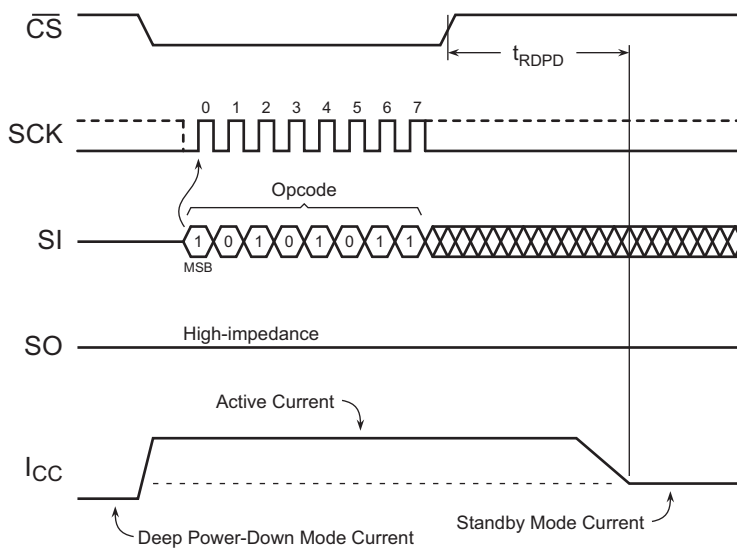 CS
tRDPD
0 1 2 3 4 5 6 7
SCK
Opcode
SI
1 0 1 0 1 0 1 1
MSB
High-impedance
SO
Active Current
ICC
Standby Mode Current
Deep Power-Down Mode Current